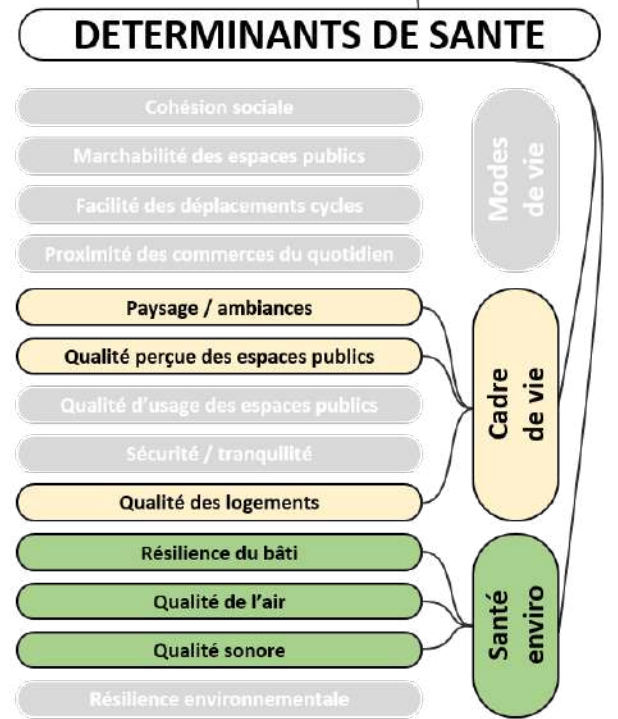 DETERMINANTS DE SANTE
Cohésion sociale
Marchabilité des espaces publics
Facilité des déplacements cycles
Proximité des commerces du quotidien
Modes
de vie
Paysage / ambiances
Qualité perçue des espaces publics
Qualité d'usage des espaces publics
Sécurité / tranquilité
Qualité des logements
Cadre
de vie
Résilience du bâti
Qualité de l'air
Qualité sonore
Résilience environnementale
Santé
enviro